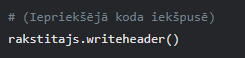 # (Iepriekšējā koda iekšpusē)
rakstitajs.writeheader()